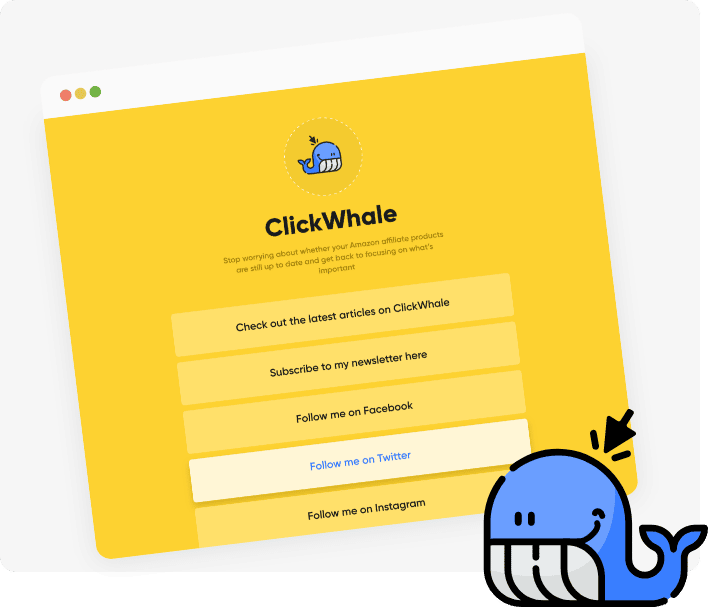 ClickWhale
Stop worrying about whether your Amazon affiliate products
are still up to date and get back to focusing on what's
important
Check out the latest articles on ClickWhale
Subscribe to my newsletter here
Follow me on Facebook
Follow me on Twitter
Follow me on Instagram